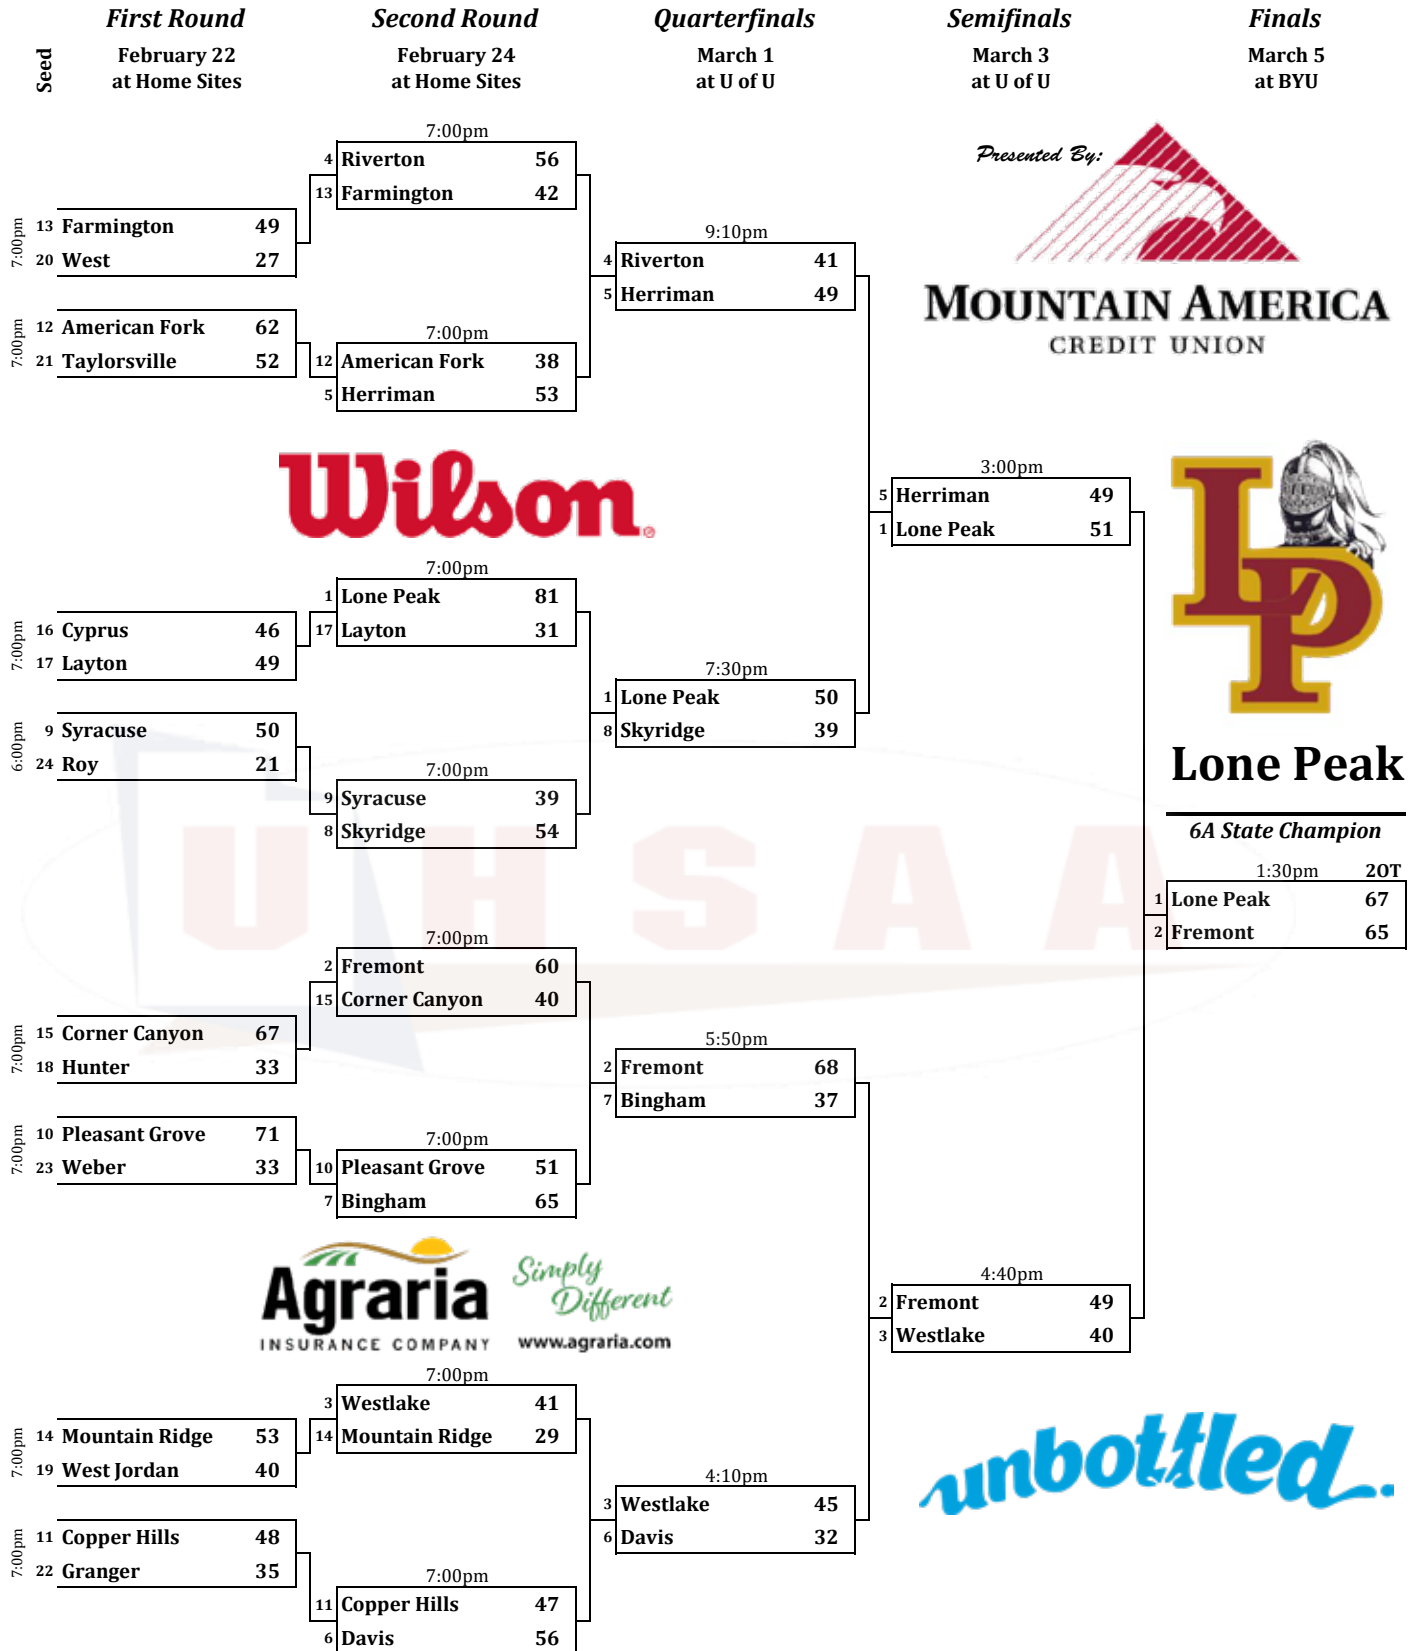 First Round Second Round Quarterfinals Semifinals Finals
Seed
February 22 February 24 March 1 March 3 March 5
at Home Sites at Home Sites at U of U at U of U at BYU
Presented By:
MOUNTAIN AMERICA
CREDIT UNION
7:00pm
13 Farmington 49
20 West 27
7:00pm
12 American Fork 62
21 Taylorsville 52
7:00pm
16 Cyprus 46
17 Layton 49
6:00pm
9 Syracuse 50
24 Roy 21
7:00pm
15 Corner Canyon 67
18 Hunter 33
7:00pm
10 Pleasant Grove 71
23 Weber 33
7:00pm
14 Mountain Ridge 53
19 West Jordan 40
7:00pm
11 Copper Hills 48
22 Granger 35
7:00pm
4 Riverton 56
13 Farmington 42
7:00pm
12 American Fork 38
5 Herriman 53
Wilson®
7:00pm
1 Lone Peak 81
17 Layton 31
7:00pm
9 Syracuse 39
8 Skyridge 54
7:00pm
2 Fremont 60
15 Corner Canyon 40
7:00pm
10 Pleasant Grove 51
7 Bingham 65
Agraria
INSURANCE COMPANY
Simply
Different
www.agraria.com
7:00pm
3 Westlake 41
14 Mountain Ridge 29
7:00pm
11 Copper Hills 47
6 Davis 56
9:10pm
4 Riverton 41
5 Herriman 49
7:30pm
1 Lone Peak 50
8 Skyridge 39
5:50pm
2 Fremont 68
7 Bingham 37
4:10pm
3 Westlake 45
6 Davis 32
3:00pm
5 Herriman 49
1 Lone Peak 51
4:40pm
2 Fremont 49
3 Westlake 40
LP
Lone Peak
6A State Champion
1:30pm 2OT
1 Lone Peak 67
2 Fremont 65
UHSAA
unbottled.